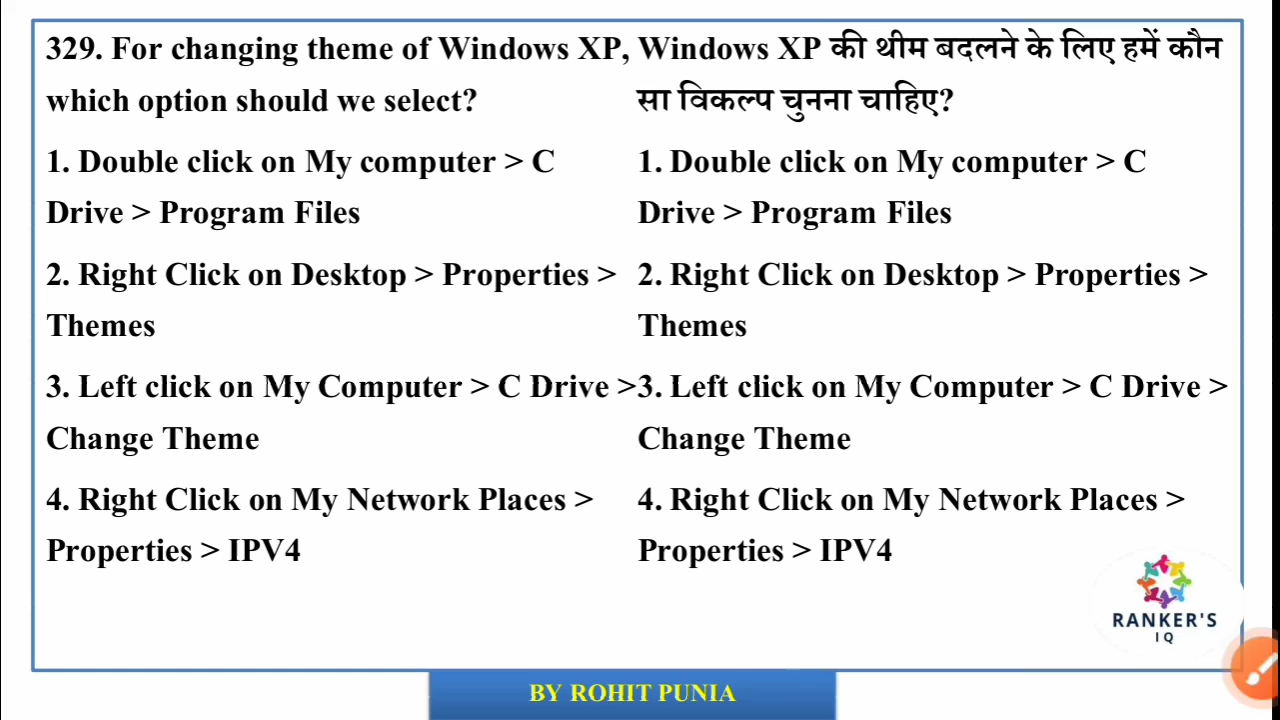 329. For changing theme of Windows XP,
which option should we select?
1. Double click on My computer > C
Drive > Program Files
2. Right Click on Desktop > Properties >
Themes
3. Left click on My Computer > C Drive >
Change Theme
4. Right Click on My Network Places >
Properties > IPV4
Windows XP की थीम बदलने के लिए हमें कौन
सा विकल्प चुनना चाहिए?
1. Double click on My computer > C
Drive > Program Files
2. Right Click on Desktop > Properties >
Themes
3. Left click on My Computer > C Drive >
Change Theme
4. Right Click on My Network Places >
Properties > IPV4
RANKER'S
IQ
BY ROHIT PUNIA